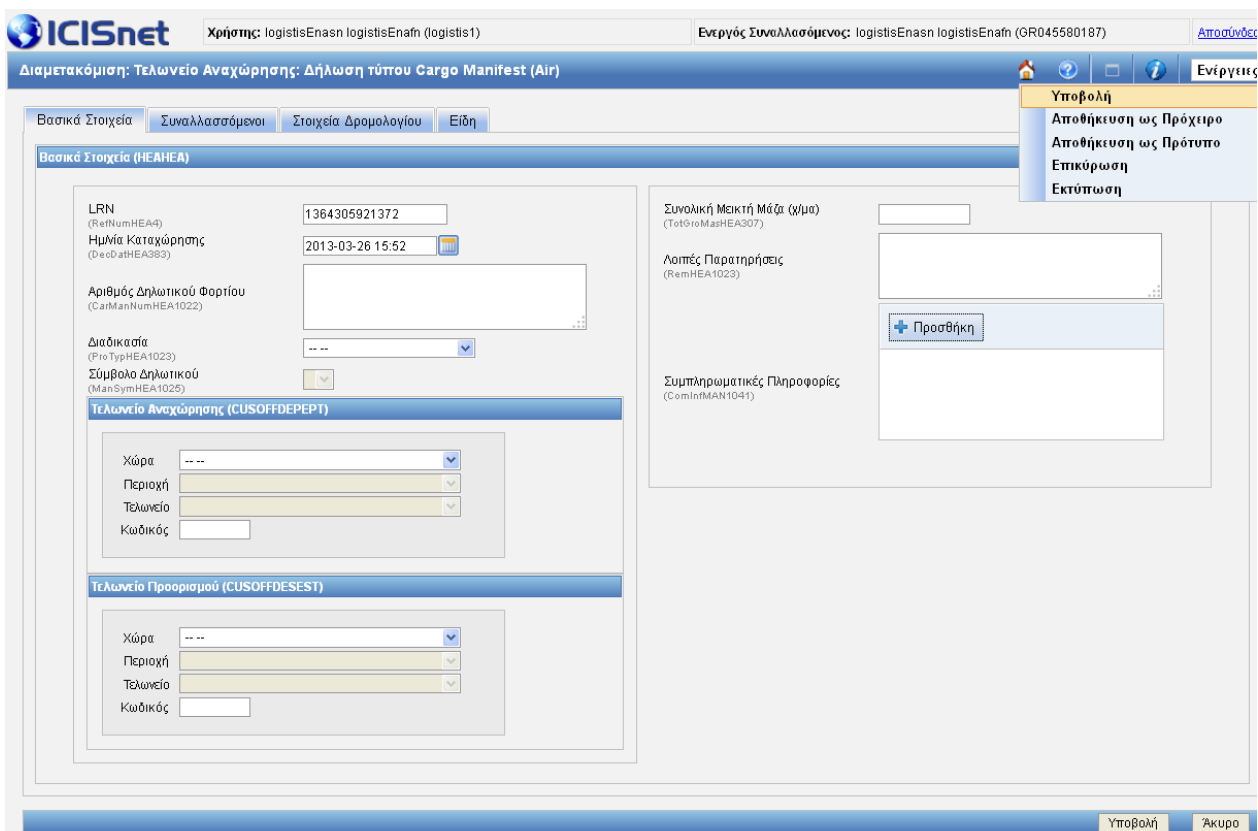 ICISnet
Χρήστης: logistisEnasn logistisEnafn (logistis1)
Ενεργός Συναλλασόμενος: logistisEnasn logistisEnafn (GR045580187)
Αποσύνδεσ
Διαμετακόμιση: Τελωνείο Αναχώρησης: Δήλωση τύπου Cargo Manifest (Air)
Ενέργειες
Υποβολή
Αποθήκευση ως Πρόχειρο
Αποθήκευση ως Πρότυπο
Επικύρωση
Εκτύπωση
Βασικά Στοιχεία
Συναλλασσόμενοι
Στοιχεία Δρομολογίου
Είδη
Βασικά Στοιχεία (HEAHEA)
LRN
(RefNumHEA4)
1364305921372
Ημ/νία Καταχώρησης
(DecDatHEA383)
2013-03-26 15:52
Αριθμός Δηλωτικού Φορτίου
(CarManNumHEA1022)
Διαδικασία
(ProTypHEA1023)
-- --
Σύμβολο Δηλωτικού
(ManSymHEA1025)
Τελωνείο Αναχώρησης (CUSOFFDEPEPT)
Χώρα
-- --
Περιοχή
Τελωνείο
Κωδικός
Τελωνείο Προορισμού (CUSOFFDESEST)
Χώρα
-- --
Περιοχή
Τελωνείο
Κωδικός
Συνολική Μεικτή Μάζα (χ/μα)
(TotGroMasHEA307)
Λοιπές Παρατηρήσεις
(RemHEA1023)
Προσθήκη
Συμπληρωματικές Πληροφορίες
(ComInfMAN1041)
Υποβολή
Άκυρο